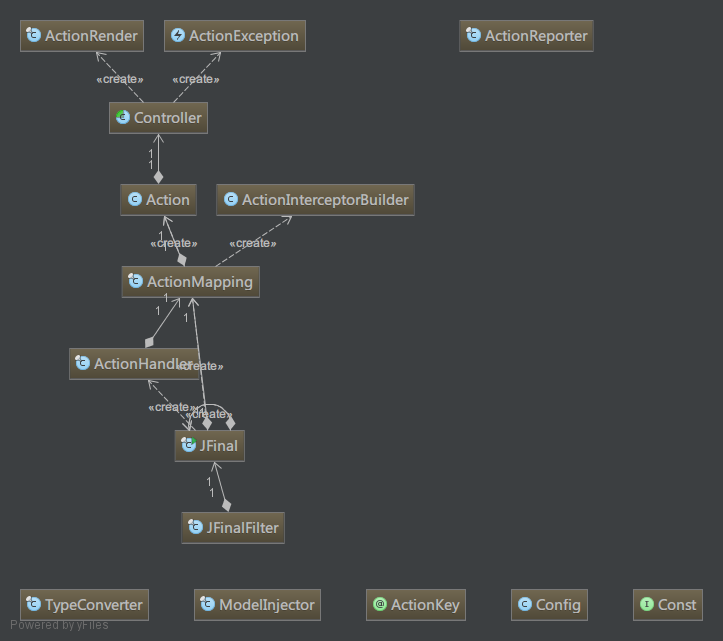 ActionRender
ActionException
ActionReporter
«create»
«create»
Controller
1
1
Action
ActionInterceptorBuilder
1
1
«create»
«create»
ActionMapping
1
1
1
ActionHandler
«create»
«create»
«create»
JFinal
1
1
JFinalFilter
TypeConverter
ModelInjector
ActionKey
Config
Const
Powered by yFiles